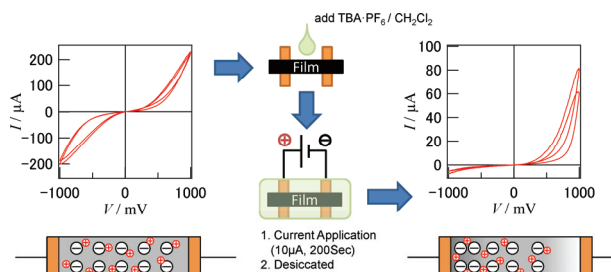 add TBA·PF6 / CH2Cl2
200
100
0
-100
-200
I / μA
-1000
0
1000
V / mV
Film
⊕
⊖
Film
1. Current Application
(10μA, 200Sec)
2. Desiccated
100
80
60
40
20
0
I / μA
-1000
0
1000
V / mV